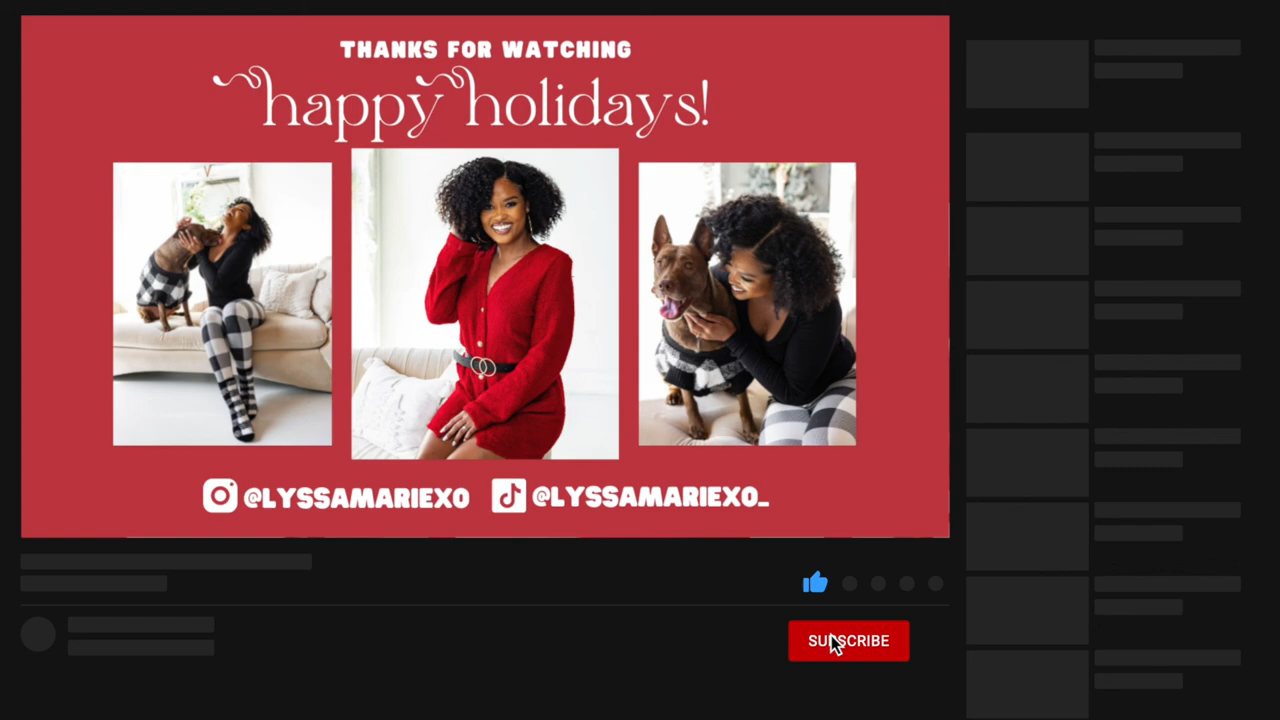 THANKS FOR WATCHING
happy holidays!
@LYSSAMARIEXO @LYSSAMARIEXO_
SUBSCRIBE